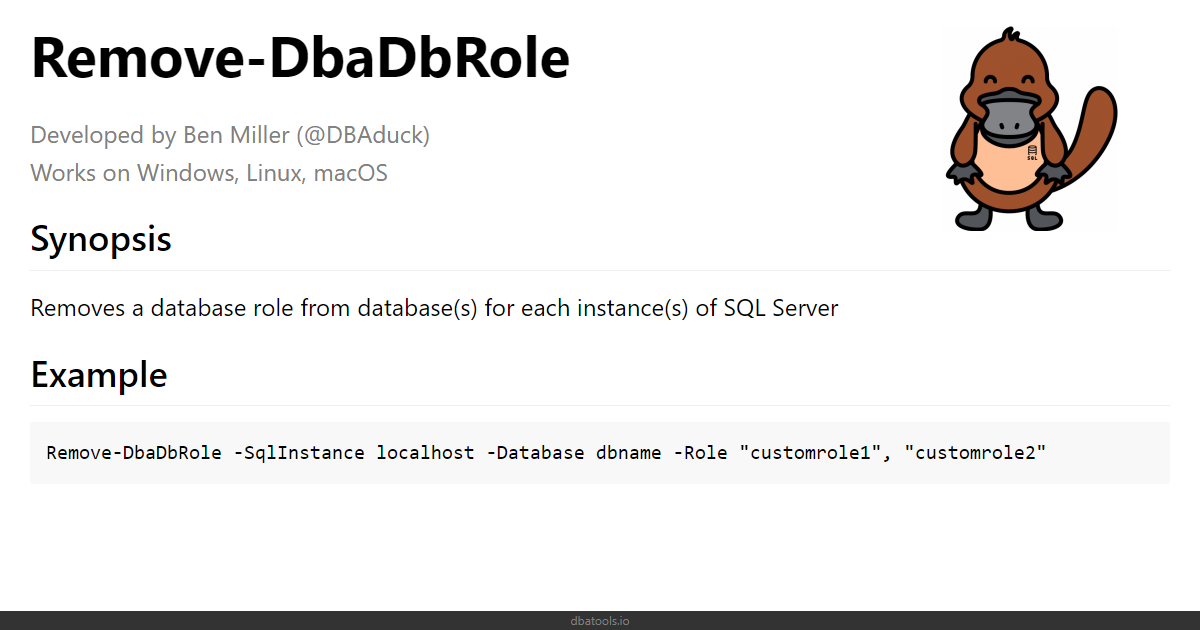 Remove-DbaDbRole
Developed by Ben Miller (@DBAduck)
Works on Windows, Linux, macOS
SQL
Synopsis
Removes a database role from database(s) for each instance(s) of SQL Server
Example
Remove-DbaDbRole -SqlInstance localhost -Database dbname -Role "customrole1", "customrole2"
dbatools.io